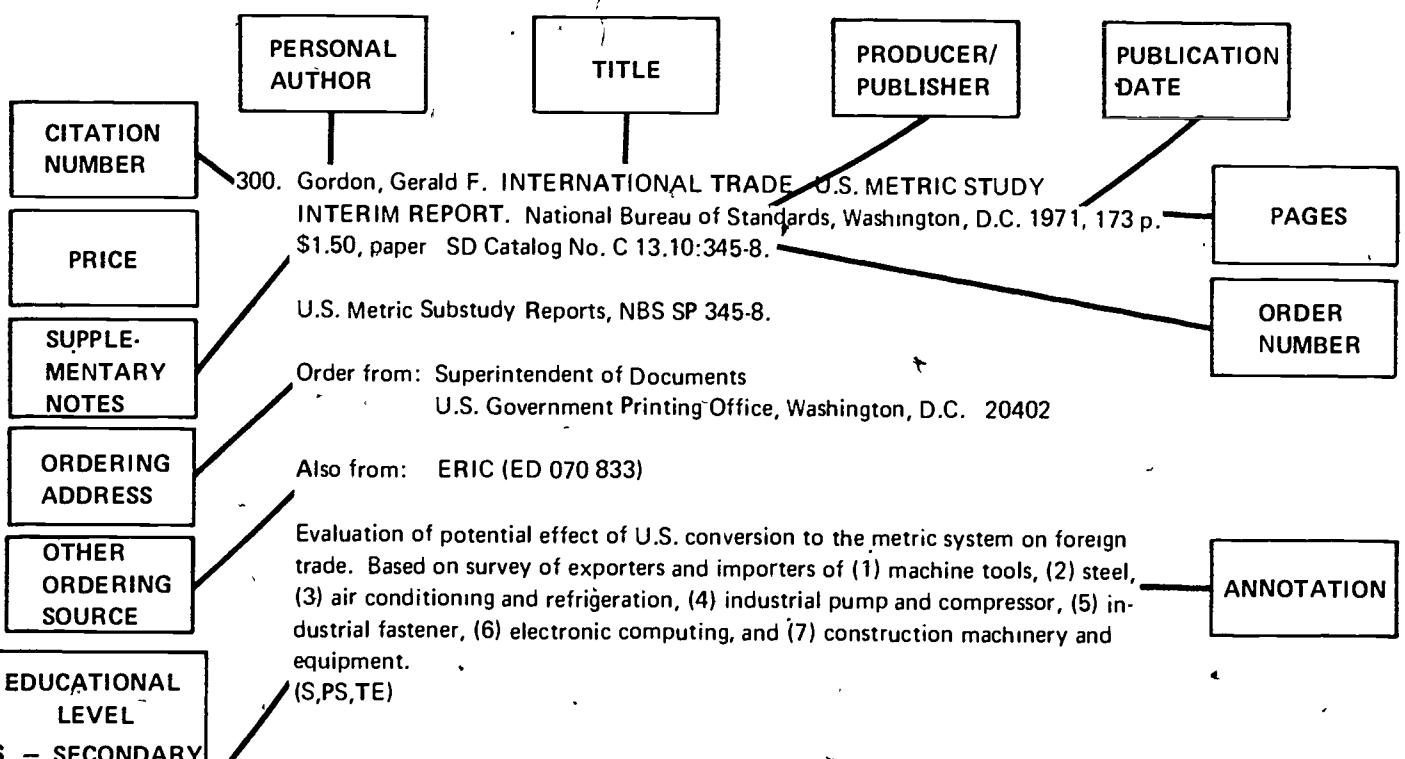 PERSONAL
AUTHOR
TITLE
PRODUCER/
PUBLISHER
PUBLICATION
DATE
CITATION
NUMBER
PRICE
SUPPLE-
MENTARY
NOTES
ORDERING
ADDRESS
OTHER
ORDERING
SOURCE
EDUCATIONAL
LEVEL
S – SECONDARY
300. Gordon, Gerald F. INTERNATIONAL TRADE, U.S. METRIC STUDY
INTERIM REPORT. National Bureau of Standards, Washington, D.C. 1971, 173 p.
$1.50, paper SD Catalog No. C 13.10:345-8.
U.S. Metric Substudy Reports, NBS SP 345-8.
Order from: Superintendent of Documents
U.S. Government Printing Office, Washington, D.C. 20402
Also from: ERIC (ED 070 833)
Evaluation of potential effect of U.S. conversion to the metric system on foreign
trade. Based on survey of exporters and importers of (1) machine tools, (2) steel,
(3) air conditioning and refrigeration, (4) industrial pump and compressor, (5) in-
dustrial fastener, (6) electronic computing, and (7) construction machinery and
equipment.
(S,PS,TE)
PAGES
ORDER
NUMBER
ANNOTATION